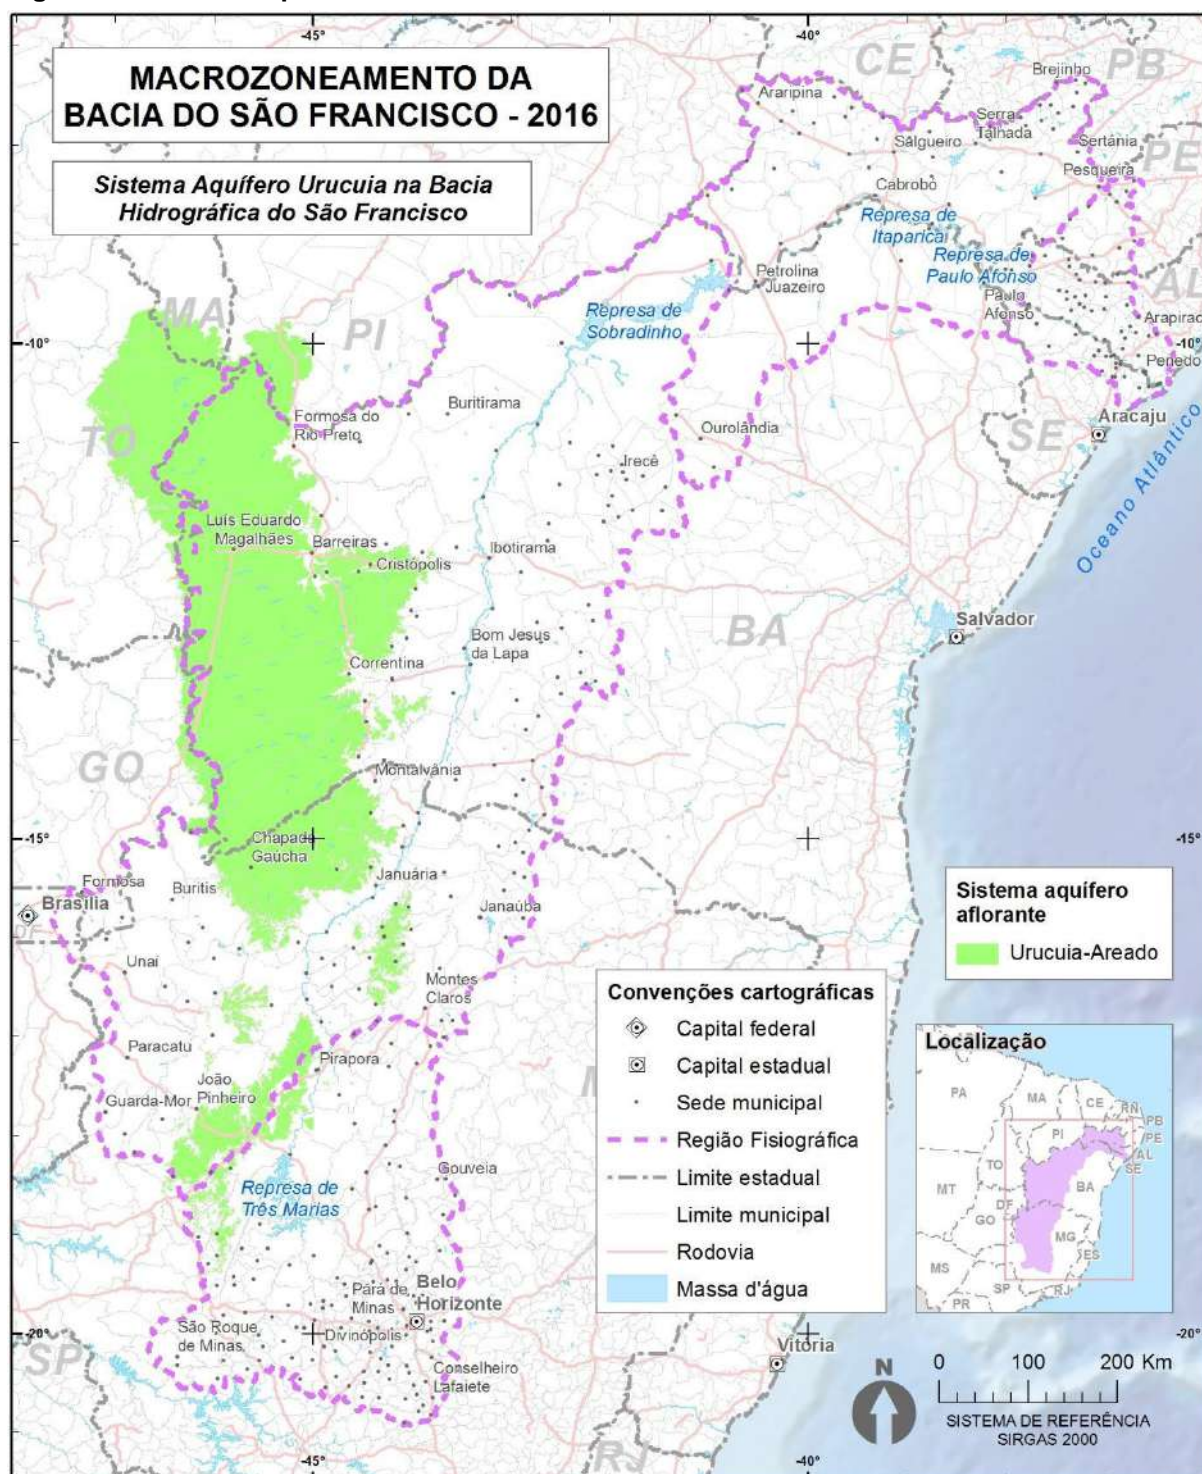 -45°
-40°
MACROZONEAMENTO DA
BACIA DO SÃO FRANCISCO - 2016
Sistema Aquífero Urucuia na Bacia
Hidrográfica do São Francisco
CE
PB
Brejinho
Araripina
Serra
Talhada
Salgueiro
Sertânia
PE
Pesqueira
Cabrobó
Represa de
Itaparica
Represa de
Paulo Afonso
Petrolina
Juazeiro
Paulo
Afonso
AL
Arapirac
MA
PI
Represa de
Sobradinho
-10°
-10°
Penedo
Buritirama
Formosa do
Rio Preto
Ourolândia
Aracaju
TO
SE
Irecê
Oceano Atlântico
Luís Eduardo
Magalhães
Barreiras
Ibotirama
Cristópolis
Salvador
BA
Bom Jesus
da Lapa
Correntina
GO
Montalvânia
-15°
-15°
Chapada
Gaúcha
Januária
Formosa
Buritis
Brasília
DF
Janaúba
Sistema aquífero
aflorante
Urucuia-Areado
Unaí
Montes
Claros
Paracatu
Pirapora
João
Pinheiro
Guarda-Mor
Gouveia
Represa de
Três Marias
Pará de
Minas
Belo
Horizonte
São Roque
de Minas
Divinópolis
Conselheiro
Lafaiete
-20°
-20°
SP
Vitória
RJ
-45°
-40°
Convenções cartográficas
Capital federal
Capital estadual
Sede municipal
Região Fisiográfica
Limite estadual
Limite municipal
Rodovia
Massa d'água
Localização
PA
MA
CE
RN
PB
PI
PE
AL
SE
TO
BA
MT
DF
GO
MG
ES
MS
SP
RJ
PR
N
0 100 200 Km
SISTEMA DE REFERÊNCIA
SIRGAS 2000